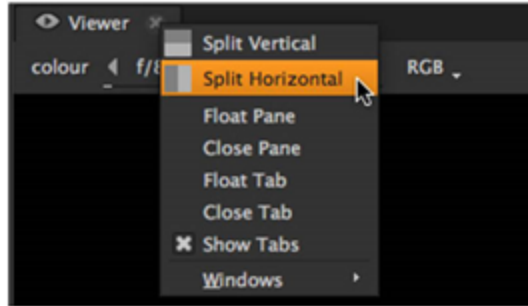 Viewer
Split Vertical
colour f/8 RGB
Split Horizontal
Float Pane
Close Pane
Float Tab
Close Tab
Show Tabs
Windows